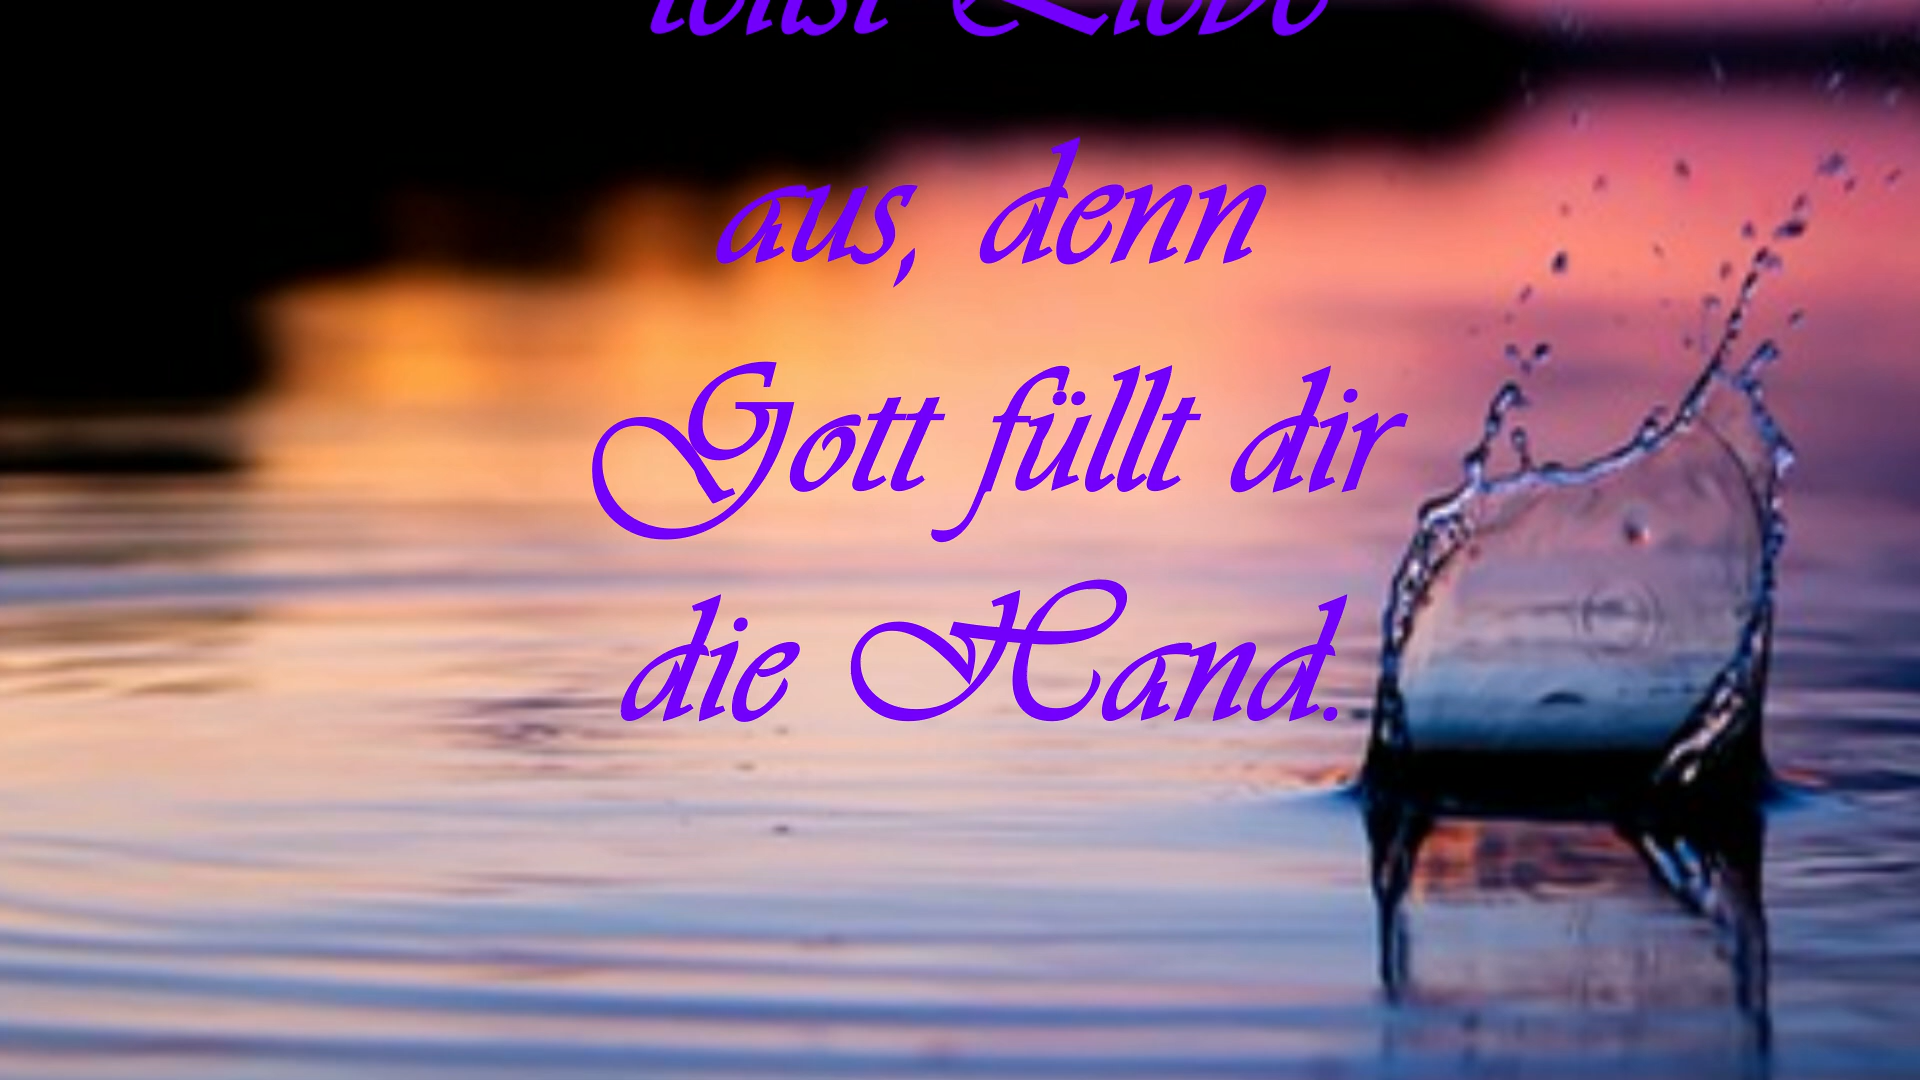 aus, denn
Gott füllt dir
die Hand.